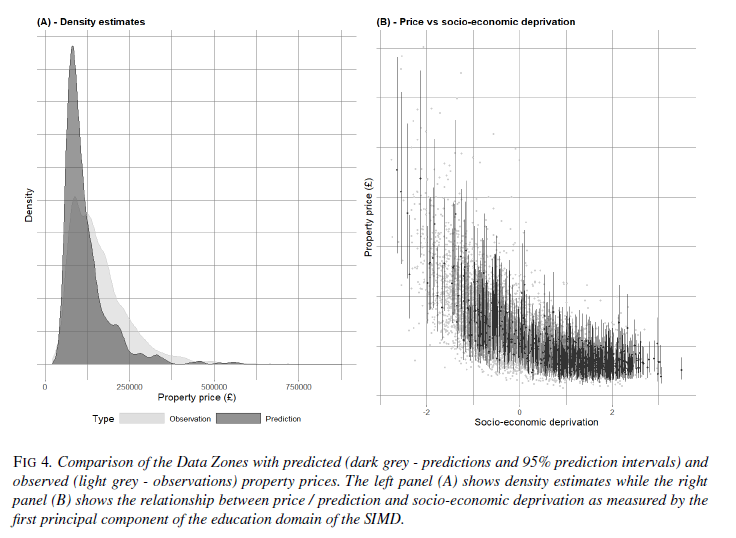 (A) - Density estimates
Density
0 250000 500000 750000
Property price (£)
Type Observation Prediction
(B) - Price vs socio-economic deprivation
Property price (£)
-2 0 2
Socio-economic deprivation
FIG 4. Comparison of the Data Zones with predicted (dark grey - predictions and 95% prediction intervals) and
observed (light grey - observations) property prices. The left panel (A) shows density estimates while the right
panel (B) shows the relationship between price / prediction and socio-economic deprivation as measured by the
first principal component of the education domain of the SIMD.